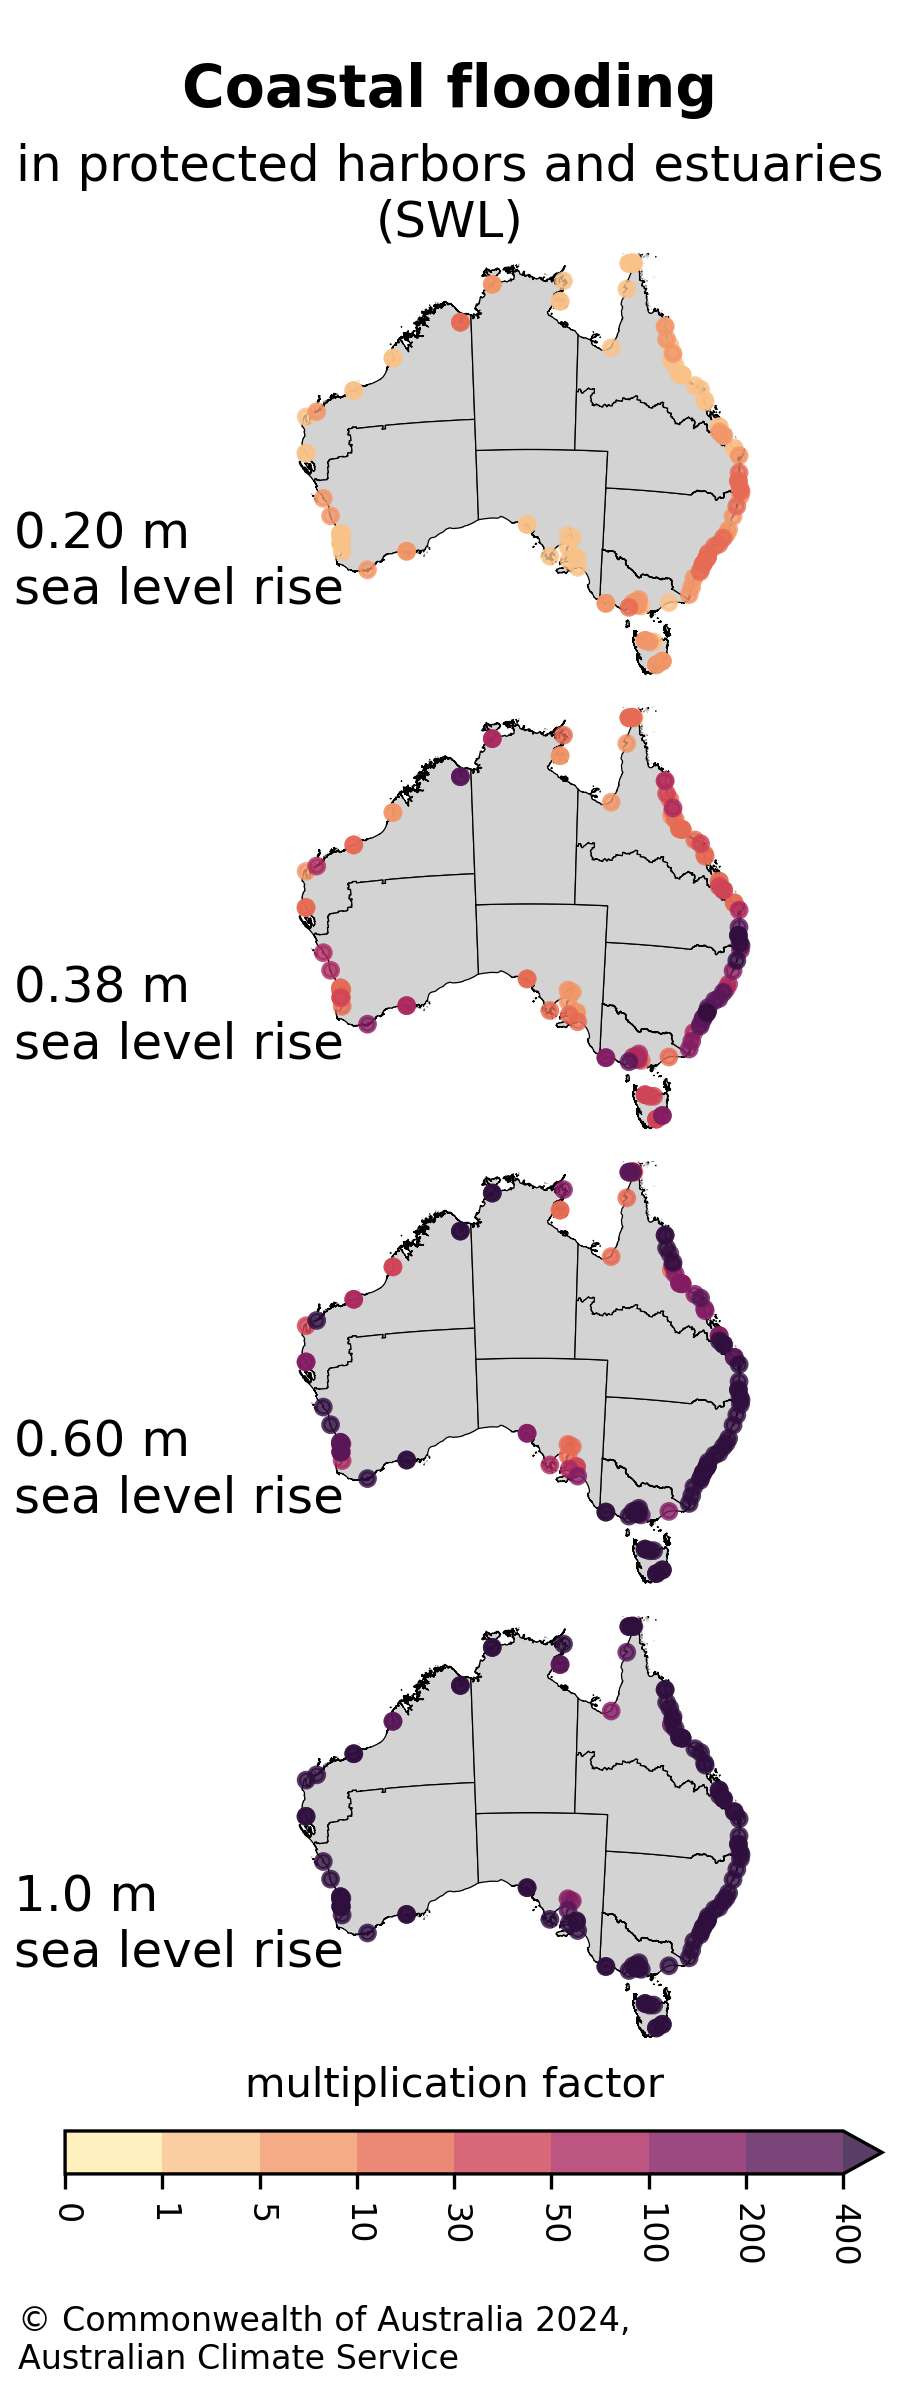 Coastal flooding
in protected harbors and estuaries
(SWL)
0.20 m
sea level rise
0.38 m
sea level rise
0.60 m
sea level rise
1.0 m
sea level rise
multiplication factor
0 1 5 10 30 50 100 200 400
© Commonwealth of Australia 2024,
Australian Climate Service